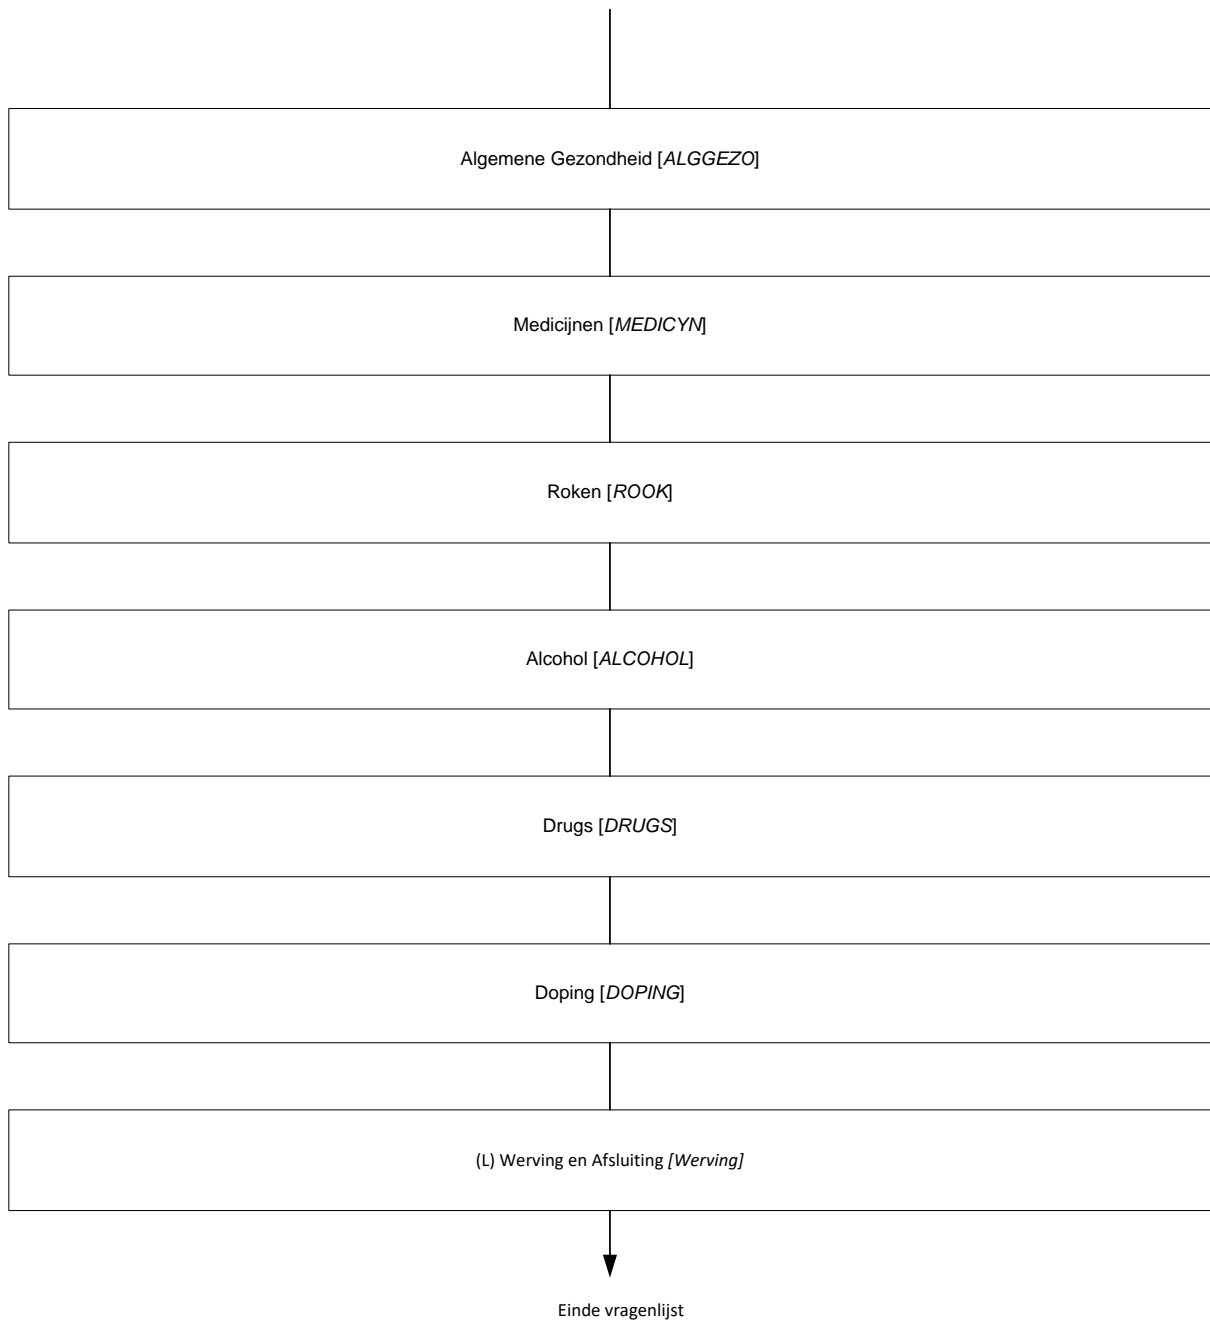 Algemene Gezondheid [ALGGEZO]
Medicijnen [MEDICYN]
Roken [ROOK]
Alcohol [ALCOHOL]
Drugs [DRUGS]
Doping [DOPING]
(L) Werving en Afsluiting [Werving]
Einde vragenlijst